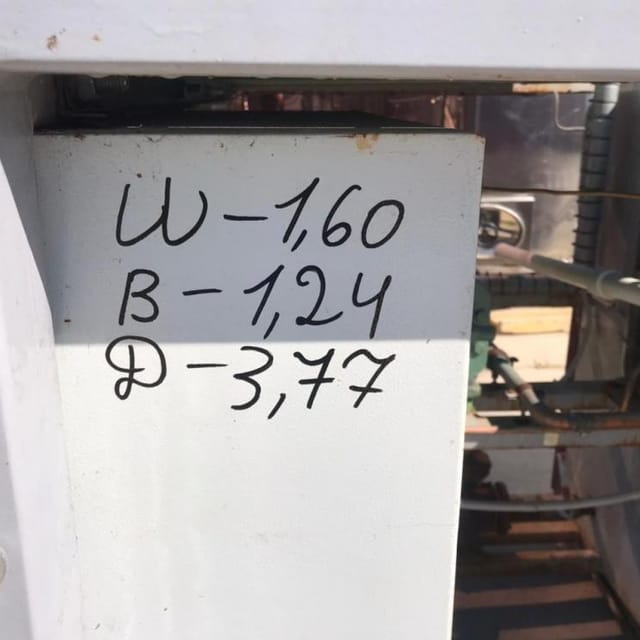 Ш – 1,60
В – 1,24
Д – 3,77